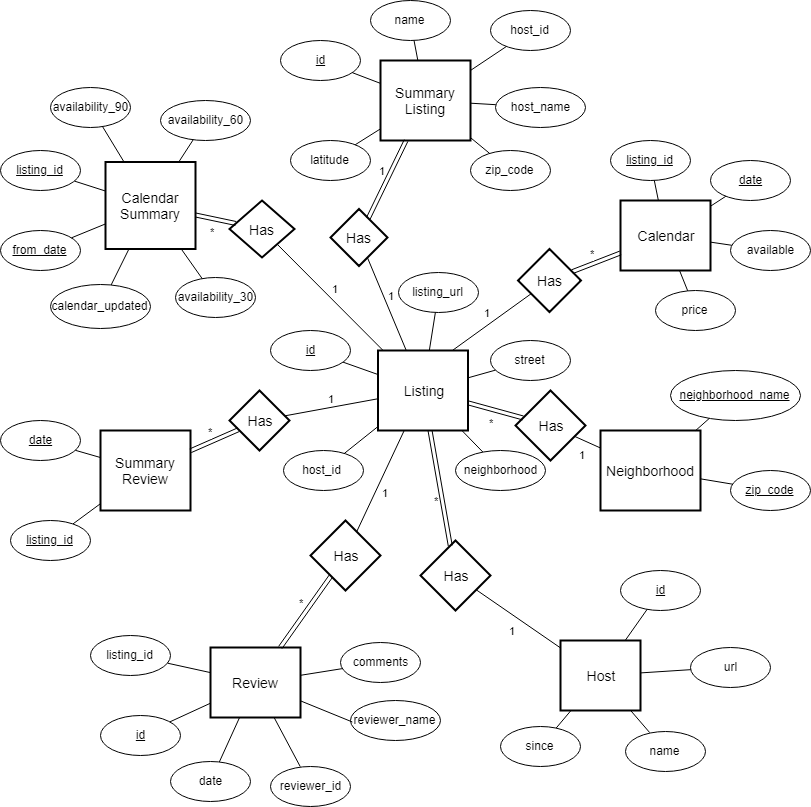 name
host_id
id
Summary
Listing
host_name
latitude
zip_code
1
availability_90
availability_60
listing_id
Calendar
Summary
from_date
calendar_updated
availability_30
*
Has
1
Has
1
listing_id
date
Calendar
available
price
*
Has
1
listing_url
id
street
Listing
host_id
neighborhood
*
Has
1
neighborhood_name
Neighborhood
zip_code
1
Has
*
date
Summary
Review
listing_id
1
Has
*
listing_id
comments
Review
id
reviewer_name
date
reviewer_id
*
Has
1
id
url
Host
since
name